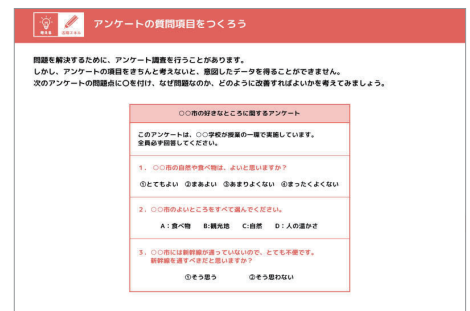 アンケートの質問項目をつくろう
考える
問題を解決するために、アンケート調査を行うことがあります。
しかし、アンケートの項目をきちんと考えないと、意図したデータを得ることができません。
次のアンケートの問題点に○を付け、なぜ問題なのか、どのように改善すればよいかを考えてみましょう。
○○市の好きなところに関するアンケート
このアンケートは、○○学校が授業の一環で実施しています。
全員必ず回答してください。
1. ○○市の自然や食べ物は、よいと思いますか?
①とてもよい ②まあよい ③あまりよくない ④まったくよくない
2. ○○市のよいところをすべて選んでください。
A:食べ物 B:観光地 C:自然 D:人の温かさ
3. ○○市には新幹線が通っていないので、とても不便です。
新幹線を通すべきだと思いますか?
①そう思う ②そう思わない